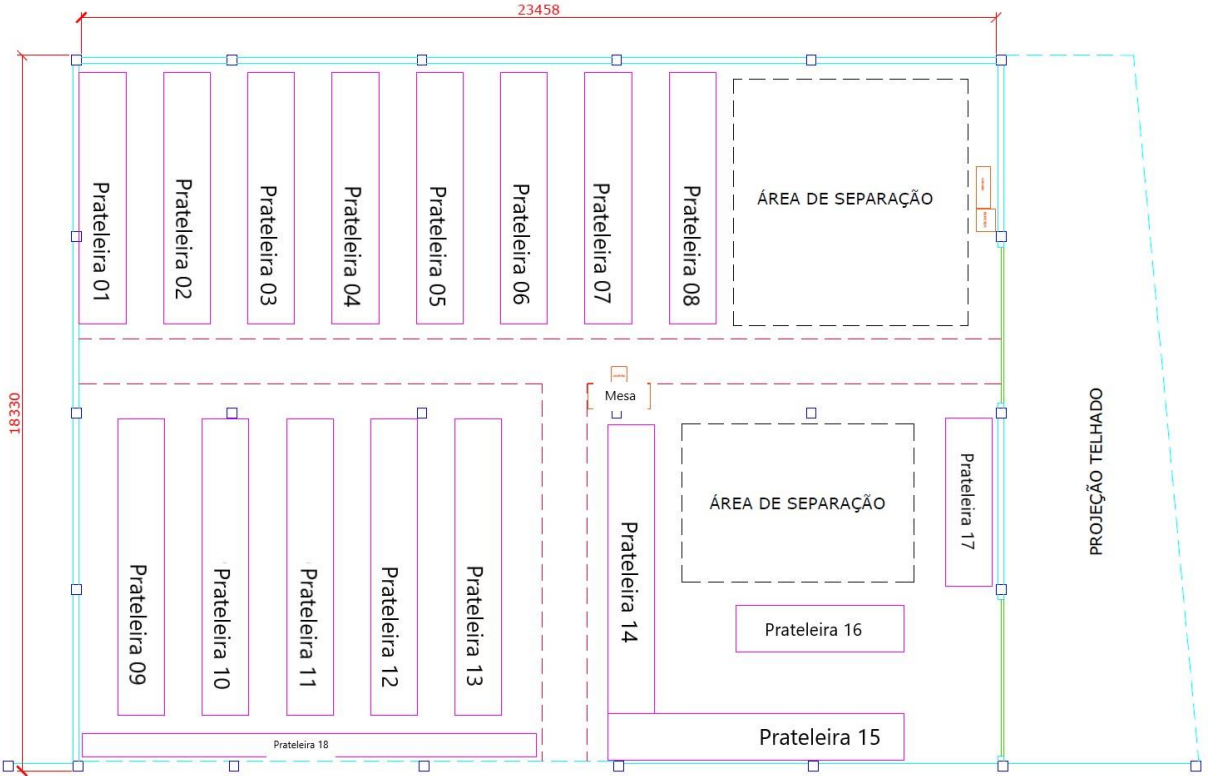 23458
18330
Prateleira 01
Prateleira 02
Prateleira 03
Prateleira 04
Prateleira 05
Prateleira 06
Prateleira 07
Prateleira 08
ÁREA DE SEPARAÇÃO
Mesa
Prateleira 09
Prateleira 10
Prateleira 11
Prateleira 12
Prateleira 13
Prateleira 14
ÁREA DE SEPARAÇÃO
Prateleira 17
Prateleira 16
Prateleira 15
Prateleira 18
PROJEÇÃO TELHADO